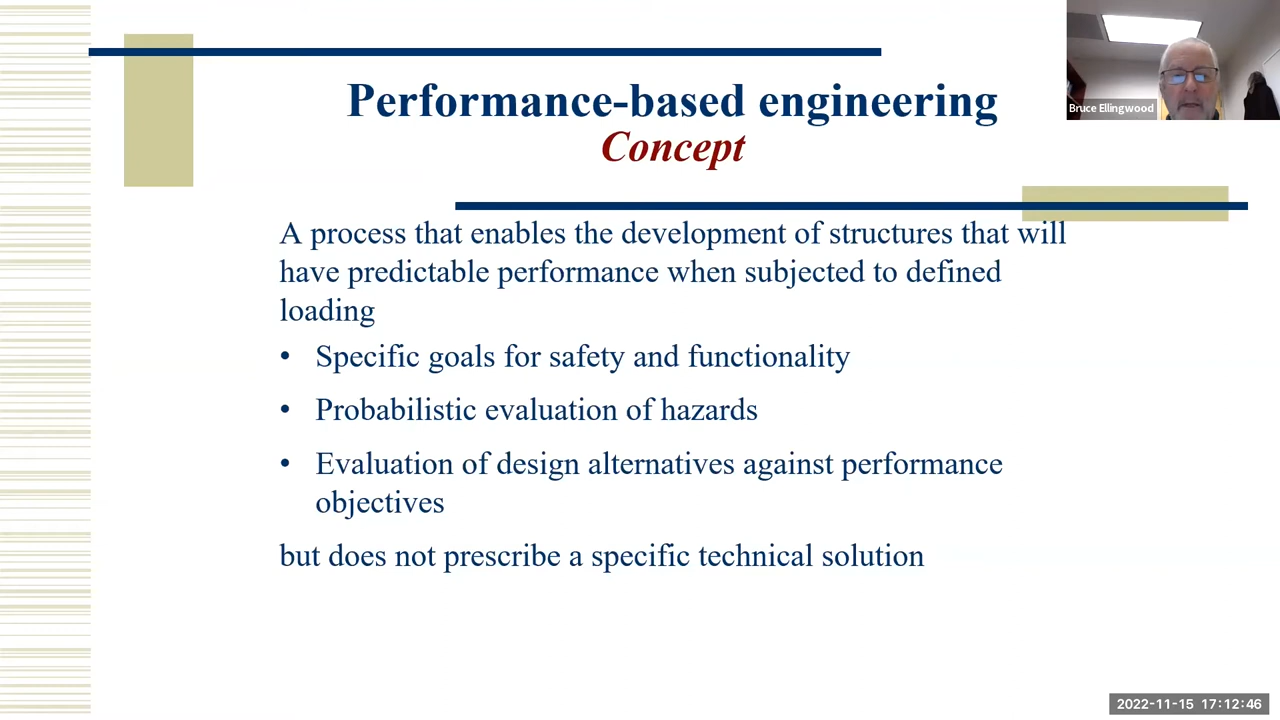 Performance-based engineering
Concept
Bruce Ellingwood
A process that enables the development of structures that will
have predictable performance when subjected to defined
loading
• Specific goals for safety and functionality
• Probabilistic evaluation of hazards
• Evaluation of design alternatives against performance
objectives
but does not prescribe a specific technical solution
2022-11-15 17:12:46